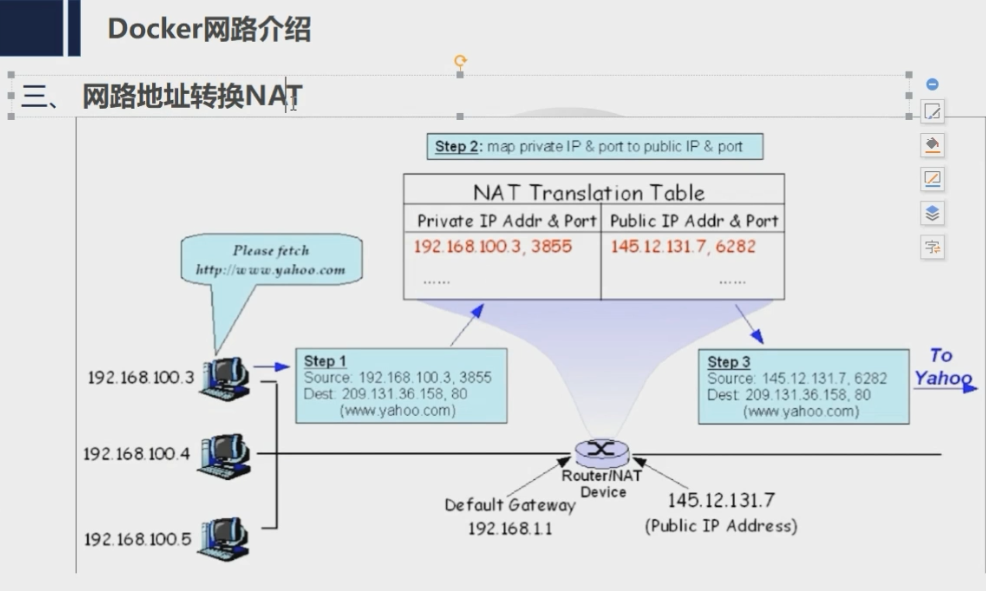 Docker网路介绍
三、 网路地址转换NAT
Step 2: map private IP & port to public IP & port
NAT Translation Table
Private IP Addr & Port Public IP Addr & Port
192.168.100.3, 3855 145.12.131.7, 6282
...... ......
Please fetch
http://www.yahoo.com
192.168.100.3
Step 1
Source: 192.168.100.3, 3855
Dest: 209.131.36.158, 80
(www.yahoo.com)
Step 3
Source: 145.12.131.7, 6282
Dest: 209.131.36.158, 80
(www.yahoo.com)
To
Yahoo
192.168.100.4
Router/NAT
Device
Default Gateway
192.168.1.1
145.12.131.7
(Public IP Address)
192.168.100.5
字